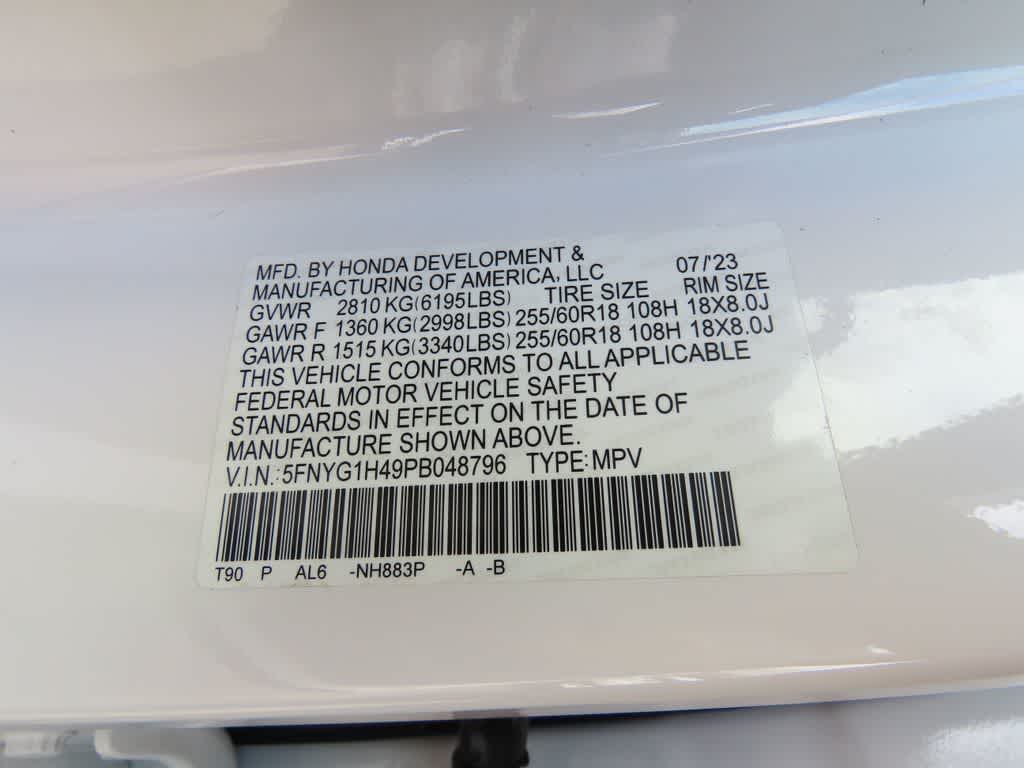 MFD. BY HONDA DEVELOPMENT & 07/'23
MANUFACTURING OF AMERICA, LLC
GVWR 2810 KG(6195LBS) TIRE SIZE RIM SIZE
GAWR F 1360 KG(2998LBS) 255/60R18 108H 18X8.0J
GAWR R 1515 KG(3340LBS) 255/60R18 108H 18X8.0J
THIS VEHICLE CONFORMS TO ALL APPLICABLE
FEDERAL MOTOR VEHICLE SAFETY
STANDARDS IN EFFECT ON THE DATE OF
MANUFACTURE SHOWN ABOVE.
V.I.N.:5FNYG1H49PB048796 TYPE:MPV
T90 P AL6 -NH883P -A -B